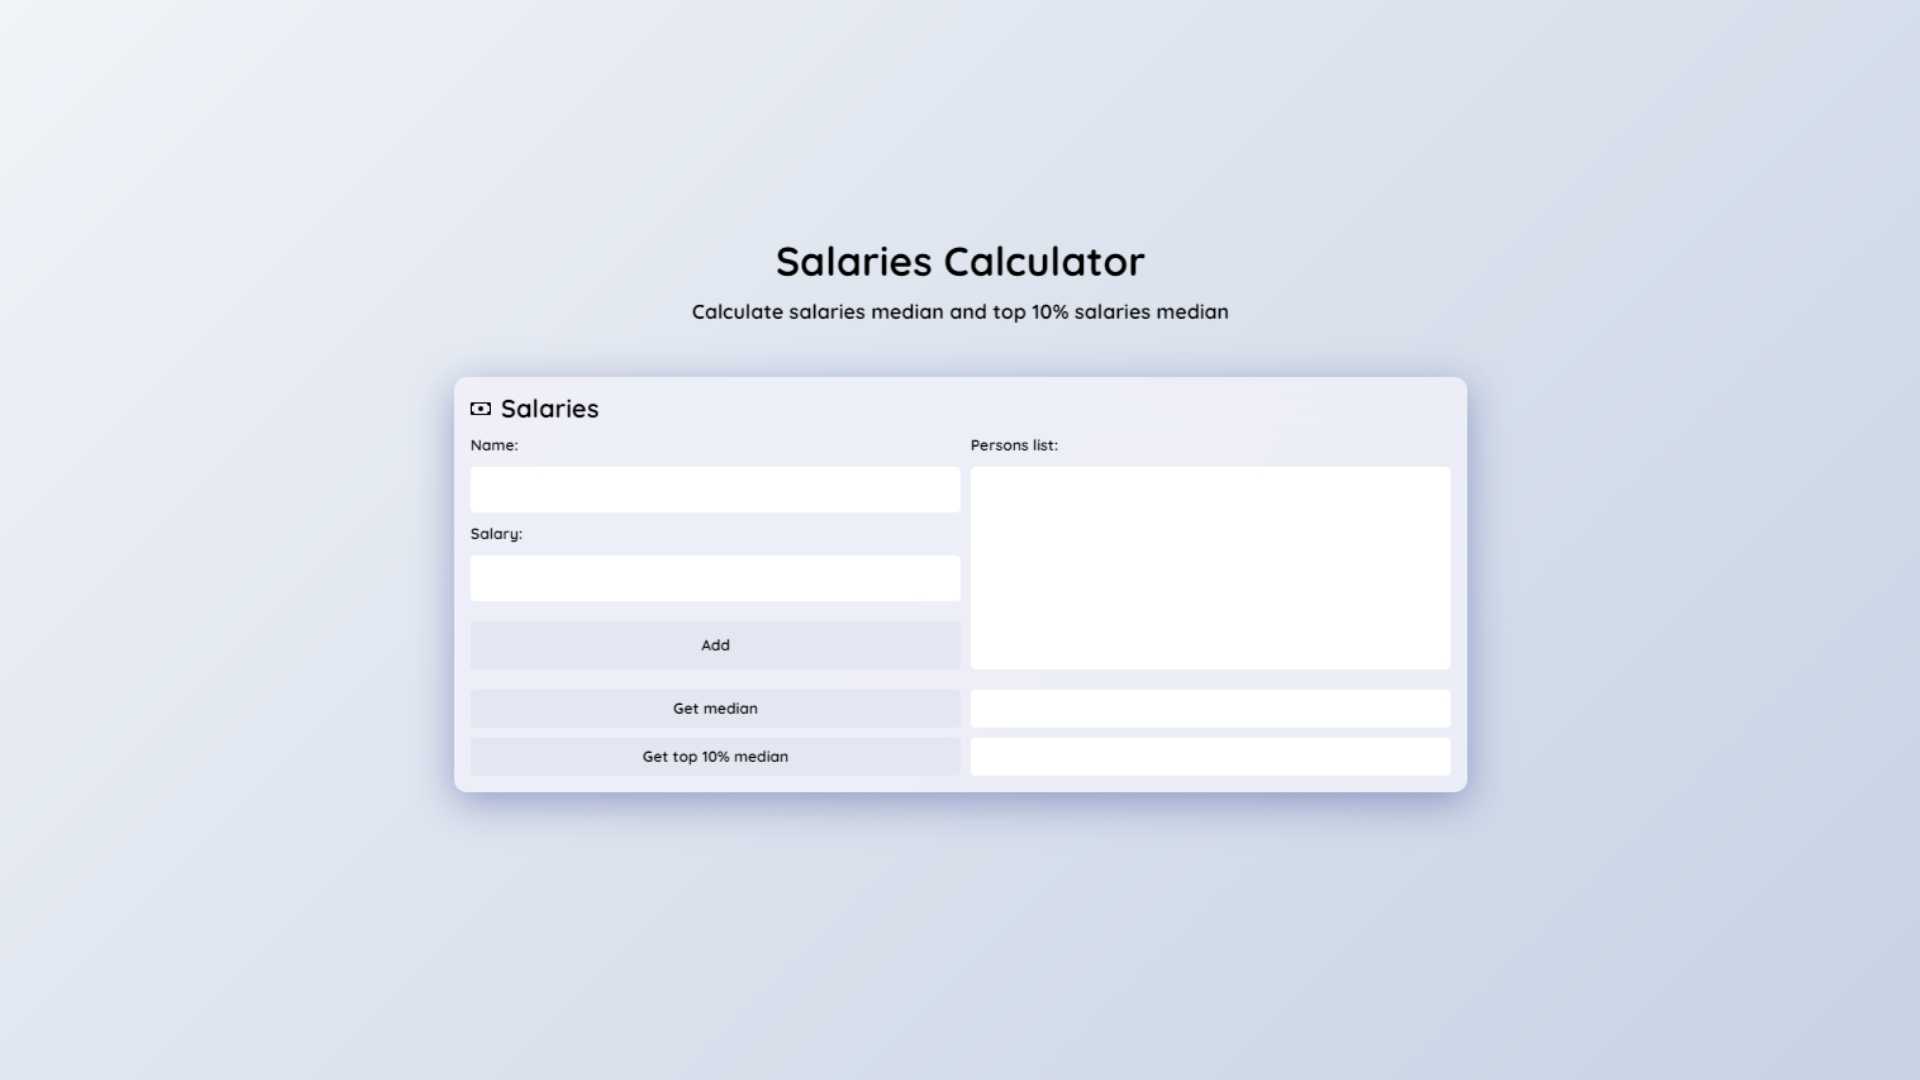 Salaries Calculator
Calculate salaries median and top 10% salaries median
Salaries
Name:
Persons list:
Salary:
Add
Get median
Get top 10% median